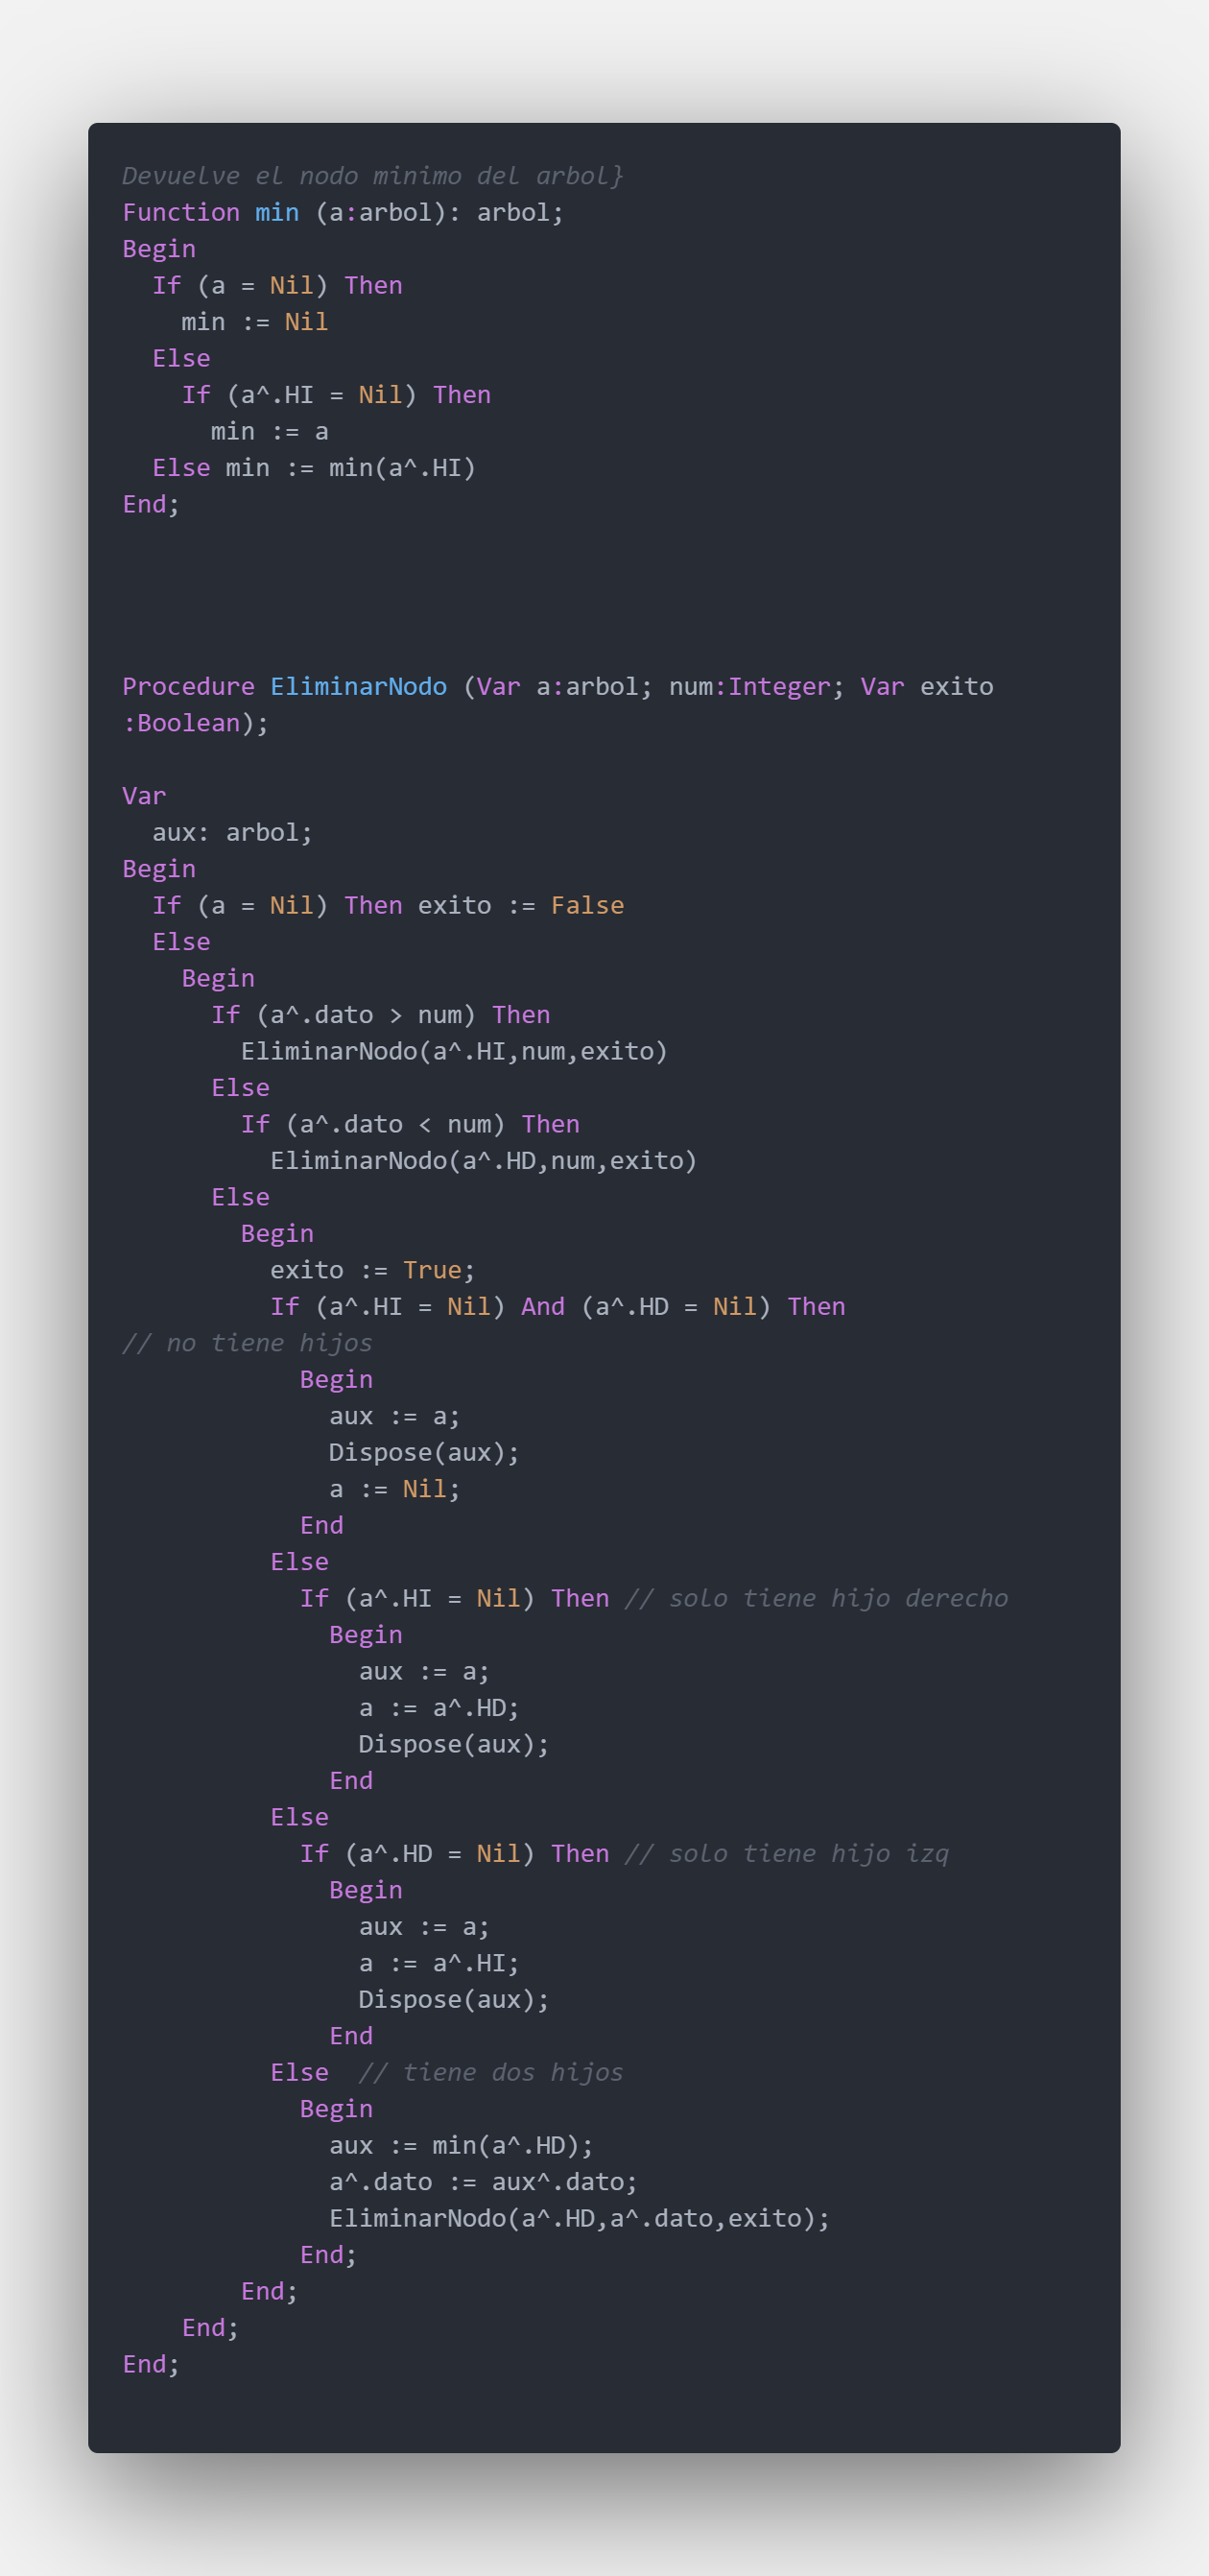 Devuelve el nodo minimo del arbol}
Function min (a:arbol): arbol;
Begin
  If (a = Nil) Then
    min := Nil
  Else
    If (a^.HI = Nil) Then
      min := a
  Else min := min(a^.HI)
End;
Procedure EliminarNodo (Var a:arbol; num:Integer; Var exito
:Boolean);
Var
  aux: arbol;
Begin
  If (a = Nil) Then exito := False
  Else
    Begin
      If (a^.dato > num) Then
        EliminarNodo(a^.HI,num,exito)
      Else
        If (a^.dato < num) Then
          EliminarNodo(a^.HD,num,exito)
      Else
        Begin
          exito := True;
          If (a^.HI = Nil) And (a^.HD = Nil) Then
// no tiene hijos
            Begin
              aux := a;
              Dispose(aux);
              a := Nil;
            End
          Else
            If (a^.HI = Nil) Then // solo tiene hijo derecho
              Begin
                aux := a;
                a := a^.HD;
                Dispose(aux);
              End
          Else
            If (a^.HD = Nil) Then // solo tiene hijo izq
              Begin
                aux := a;
                a := a^.HI;
                Dispose(aux);
              End
          Else  // tiene dos hijos
            Begin
              aux := min(a^.HD);
              a^.dato := aux^.dato;
              EliminarNodo(a^.HD,a^.dato,exito);
            End;
        End;
    End;
End;